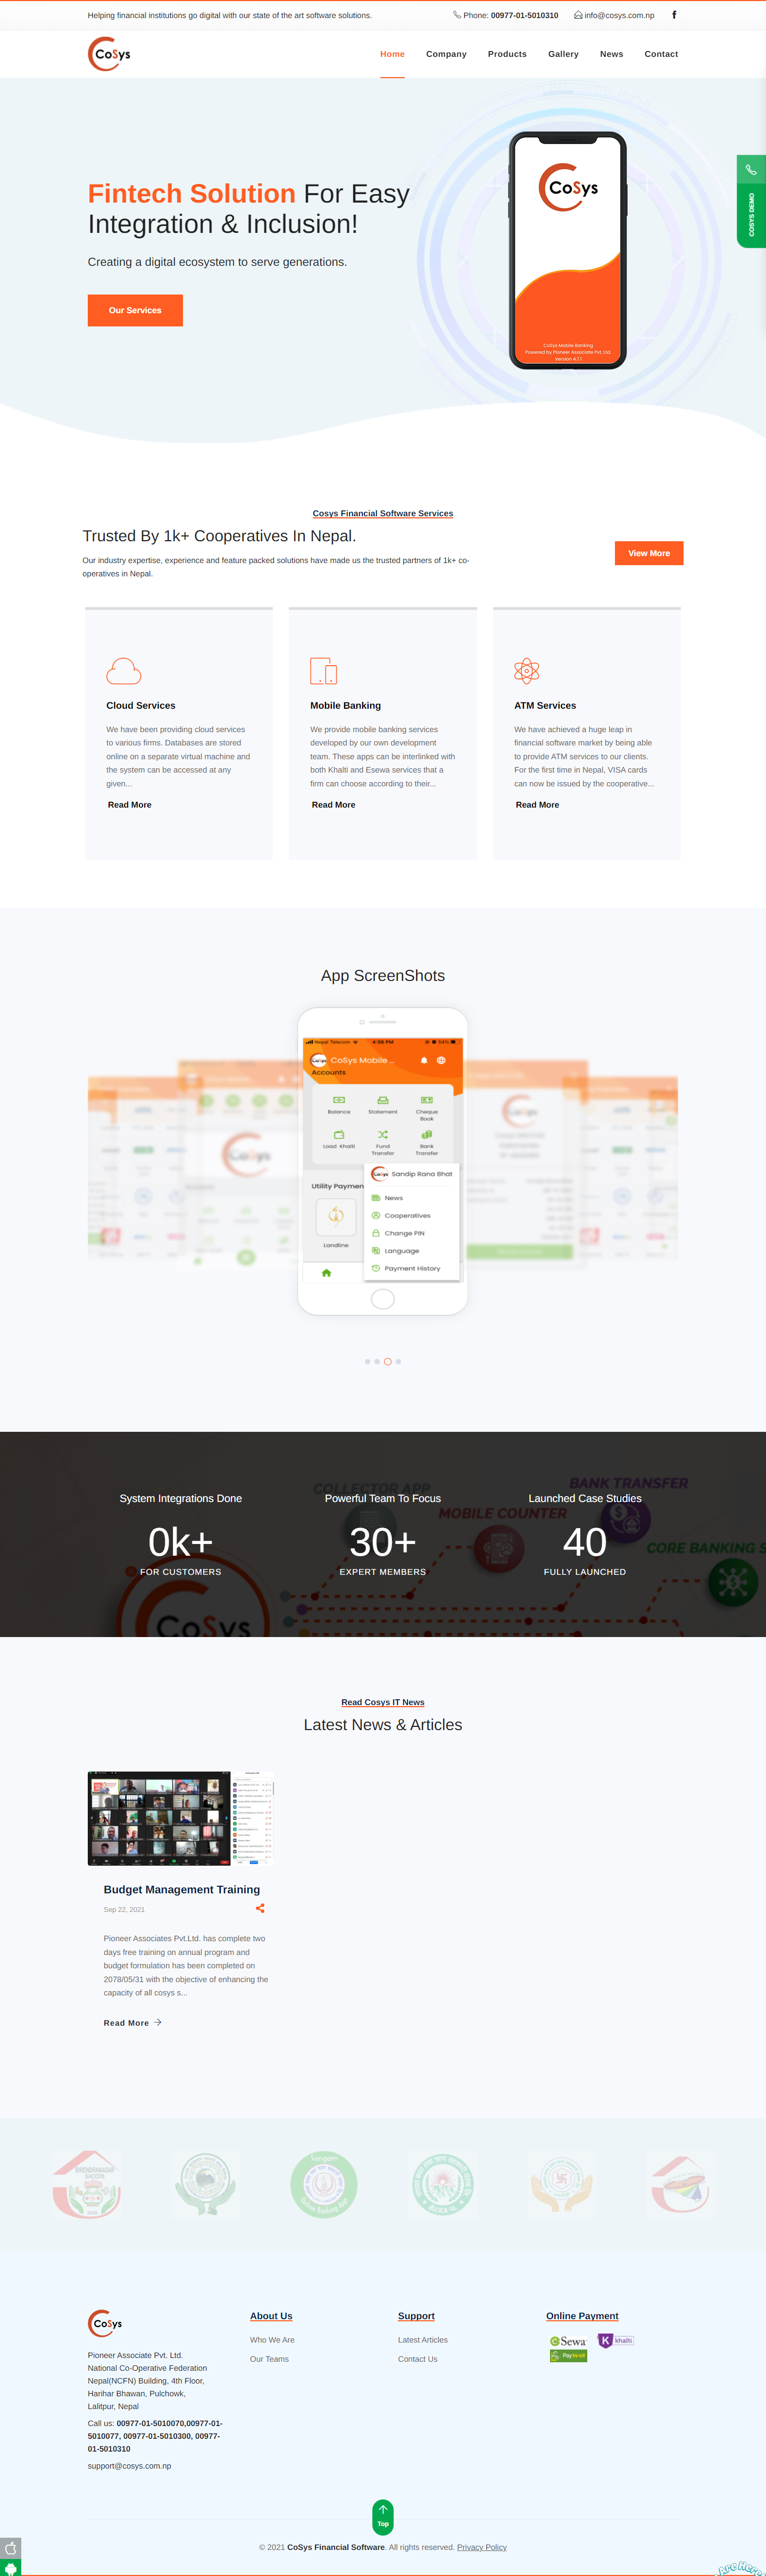 Helping financial institutions go digital with our state of the art software solutions.
Phone: 00977-01-5010310
info@cosys.com.np
CoSys
Home Company Products Gallery News Contact
Fintech Solution For Easy
Integration & Inclusion!
Creating a digital ecosystem to serve generations.
Our Services
CoSys
CoSys Mobile Banking
Powered by Pioneer Associate Pvt. Ltd.
Version 4.7.1
COSYS DEMO
Cosys Financial Software Services
Trusted By 1k+ Cooperatives In Nepal.
Our industry expertise, experience and feature packed solutions have made us the trusted partners of 1k+ co-
operatives in Nepal.
View More
Cloud Services
We have been providing cloud services
to various firms. Databases are stored
online on a separate virtual machine and
the system can be accessed at any
given...
Read More
Mobile Banking
We provide mobile banking services
developed by our own development
team. These apps can be interlinked with
both Khalti and Esewa services that a
firm can choose according to their...
Read More
ATM Services
We have achieved a huge leap in
financial software market by being able
to provide ATM services to our clients.
For the first time in Nepal, VISA cards
can now be issued by the cooperative...
Read More
App ScreenShots
Nepal Telecom 4:58 PM 54%
CoSys CoSys Mobile ...
Accounts
Balance Statement Cheque
Book
Load Khalti Fund
Transfer Bank
Transfer
CoSys Sandip Rana Bhat
Utility Paymen
News
Cooperatives
Change PIN
Landline
Language
Payment History
COLLECTOR APP
BANK TRANSFER
MOBILE COUNTER
CORE BANKING S
CoSys
System Integrations Done
0k+
FOR CUSTOMERS
Powerful Team To Focus
30+
EXPERT MEMBERS
Launched Case Studies
40
FULLY LAUNCHED
Read Cosys IT News
Latest News & Articles
Budget Management Training
Sep 22, 2021
Pioneer Associates Pvt.Ltd. has complete two
days free training on annual program and
budget formulation has been completed on
2078/05/31 with the objective of enhancing the
capacity of all cosys s...
Read More
BIRENDRANAGAR
SACCOS
Sangam
Online Banking App
CoSys
Pioneer Associate Pvt. Ltd.
National Co-Operative Federation
Nepal(NCFN) Building, 4th Floor,
Harihar Bhawan, Pulchowk,
Lalitpur, Nepal
Call us: 00977-01-5010070,00977-01-
5010077, 00977-01-5010300, 00977-
01-5010310
support@cosys.com.np
About Us
Who We Are
Our Teams
Support
Latest Articles
Contact Us
Online Payment
eSewa
khalti
PayWell
Top
© 2021 CoSys Financial Software. All rights reserved. Privacy Policy